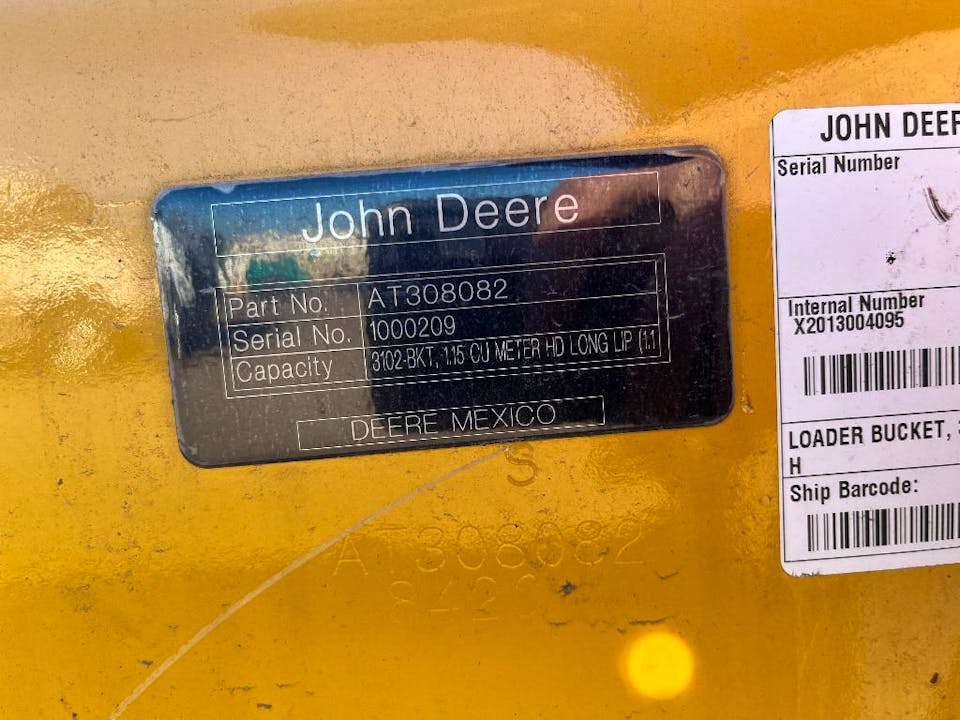 John Deere
Part No. AT308082
Serial No. 1000209
Capacity 3102-BKT, 1.15 CU METER HD LONG LIP (1.1
DEERE MEXICO
S
AT308082
JOHN DEER
Serial Number
Internal Number
X2013004095
LOADER BUCKET,
H
Ship Barcode: